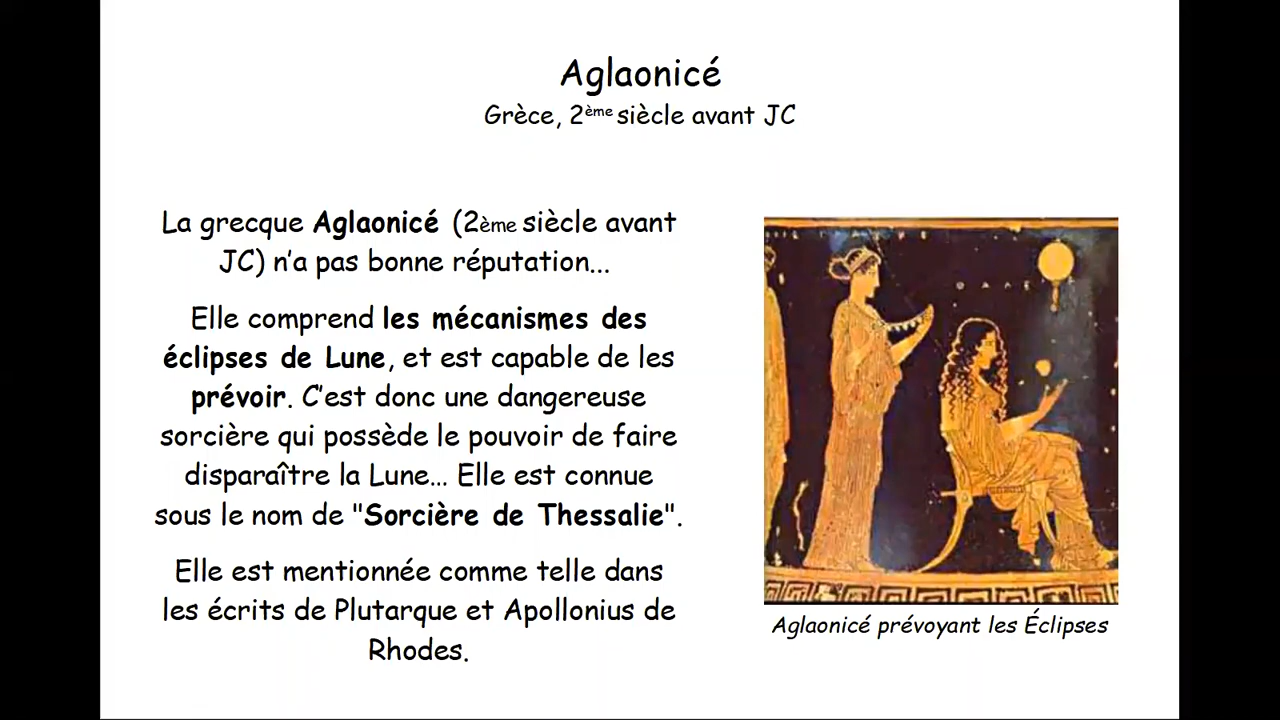 Aglaonicé
Grèce, 2ème siècle avant JC
La grecque Aglaonicé (2ème siècle avant
JC) n'a pas bonne réputation...
Elle comprend les mécanismes des
éclipses de Lune, et est capable de les
prévoir. C'est donc une dangereuse
sorcière qui possède le pouvoir de faire
disparaître la Lune... Elle est connue
sous le nom de "Sorcière de Thessalie".
Elle est mentionnée comme telle dans
les écrits de Plutarque et Apollonius de
Rhodes.
Aglaonicé prévoyant les Éclipses